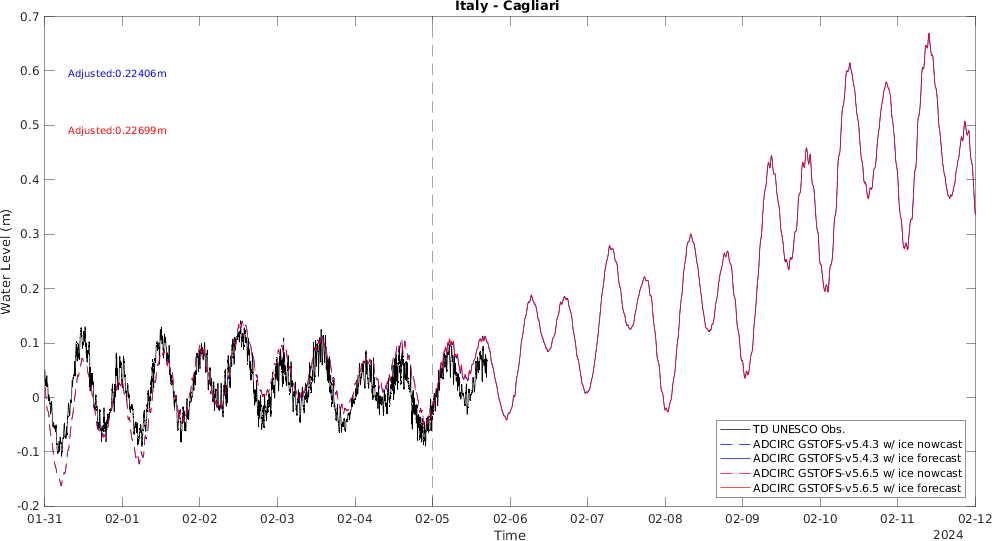 Italy - Cagliari
0.7
0.6
0.5
0.4
0.3
0.2
0.1
0
-0.1
-0.2
Water Level (m)
Adjusted:0.22406m
Adjusted:0.22699m
TD UNESCO Obs.
ADCIRC GSTOFS-v5.4.3 w/ ice nowcast
ADCIRC GSTOFS-v5.4.3 w/ ice forecast
ADCIRC GSTOFS-v5.6.5 w/ ice nowcast
ADCIRC GSTOFS-v5.6.5 w/ ice forecast
01-31 02-01 02-02 02-03 02-04 02-05 02-06 02-07 02-08 02-09 02-10 02-11 02-12
Time
2024